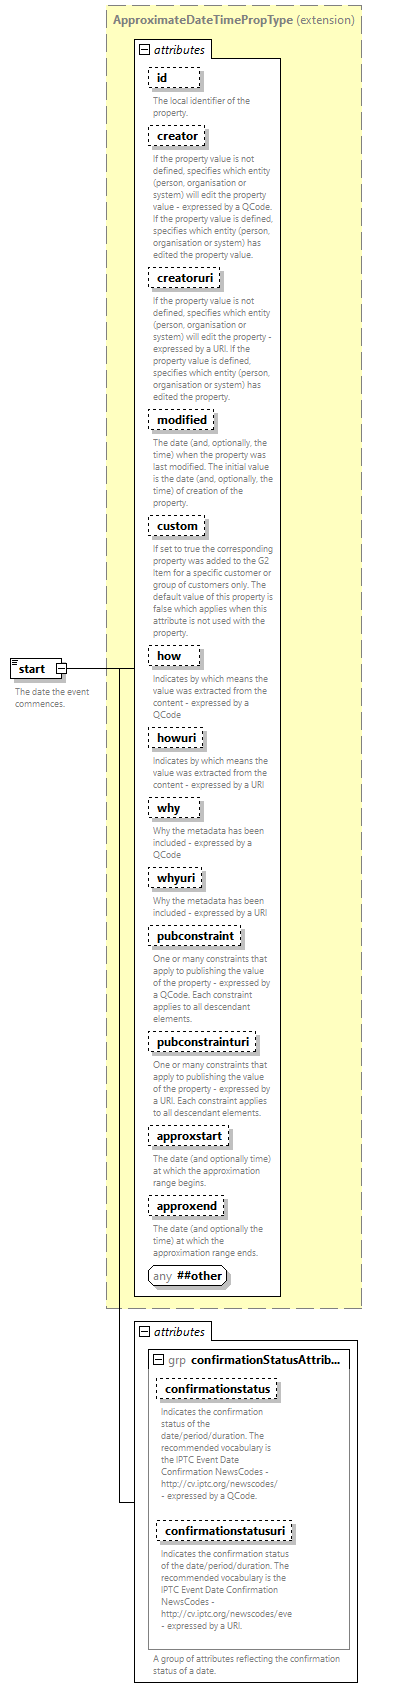 ApproximateDateTimePropType (extension)
attributes
id
The local identifier of the
property.
creator
If the property value is not
defined, specifies which entity
(person, organisation or
system) will edit the property
value - expressed by a QCode.
If the property value is defined,
specifies which entity (person,
organisation or system) has
edited the property value.
creatoruri
If the property value is not
defined, specifies which entity
(person, organisation or
system) will edit the property -
expressed by a URI. If the
property value is defined,
specifies which entity (person,
organisation or system) has
edited the property.
modified
The date (and, optionally, the
time) when the property was
last modified. The initial value
is the date (and, optionally, the
time) of creation of the
property.
custom
If set to true the corresponding
property was added to the G2
Item for a specific customer or
group of customers only. The
default value of this property is
false which applies when this
attribute is not used with the
property.
start
The date the event
commences.
how
Indicates by which means the
value was extracted from the
content - expressed by a
QCode
howuri
Indicates by which means the
value was extracted from the
content - expressed by a URI
why
Why the metadata has been
included - expressed by a
QCode
whyuri
Why the metadata has been
included - expressed by a URI
pubconstraint
One or many constraints that
apply to publishing the value
of the property - expressed by
a QCode. Each constraint
applies to all descendant
elements.
pubconstrainturi
One or many constraints that
apply to publishing the value
of the property - expressed by
a URI. Each constraint applies
to all descendant elements.
approxstart
The date (and optionally time)
at which the approximation
range begins.
approxend
The date (and optionally the
time) at which the
approximation range ends.
any ##other
attributes
grp confirmationStatusAttrib...
confirmationstatus
Indicates the confirmation
status of the
date/period/duration. The
recommended vocabulary is
the IPTC Event Date
Confirmation NewsCodes -
http://cv.iptc.org/newscodes/
- expressed by a QCode.
confirmationstatusuri
Indicates the confirmation status
of the date/period/duration. The
recommended vocabulary is the
IPTC Event Date Confirmation
NewsCodes -
http://cv.iptc.org/newscodes/eve
- expressed by a URI.
A group of attributes reflecting the confirmation
status of a date.